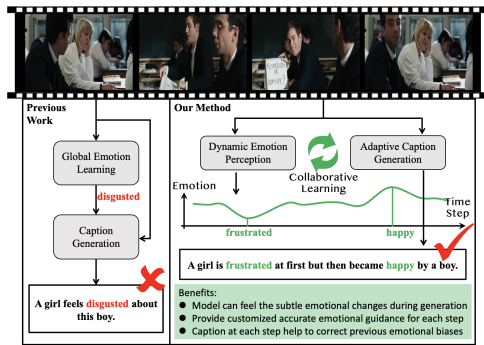 Previous
Work
Global Emotion
Learning
disgusted
Caption
Generation
A girl feels disgusted about
this boy.
Our Method
Dynamic Emotion
Perception
Collaborative
Learning
Adaptive Caption
Generation
Emotion
Time
Step
frustrated
happy
A girl is frustrated at first but then became happy by a boy.
Benefits:
● Model can feel the subtle emotional changes during generation
● Provide customized accurate emotional guidance for each step
● Caption at each step help to correct previous emotional biases